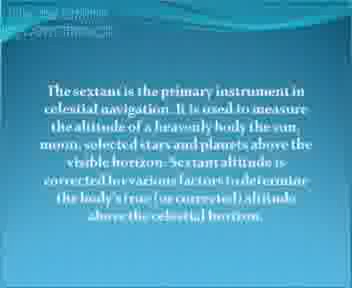 The sextant is the primary instrument in
celestial navigation. It is used to measure
the altitude of a heavenly body the sun,
moon, selected stars and planets above the
visible horizon. Sextant altitude is
corrected for various factors to determine
the body's true (or corrected) altitude
above the celestial horizon.